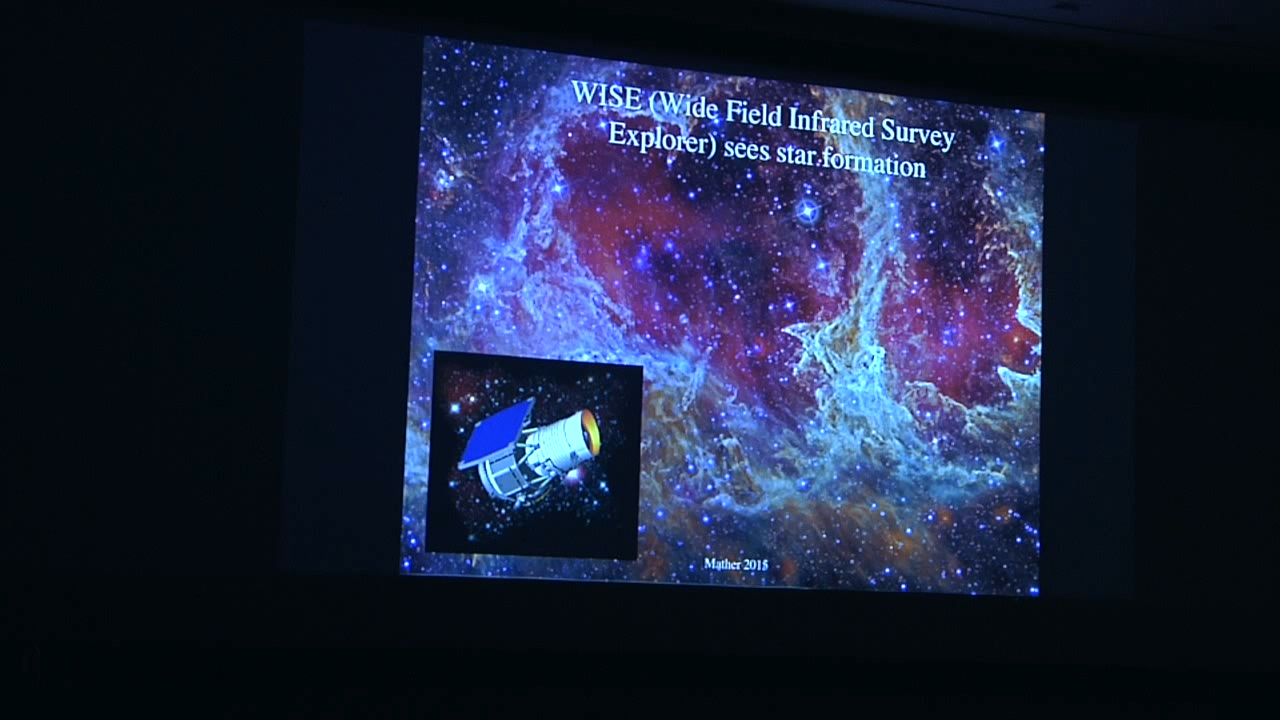 WISE (Wide Field Infrared Survey
Explorer) sees star formation
Mather 2015